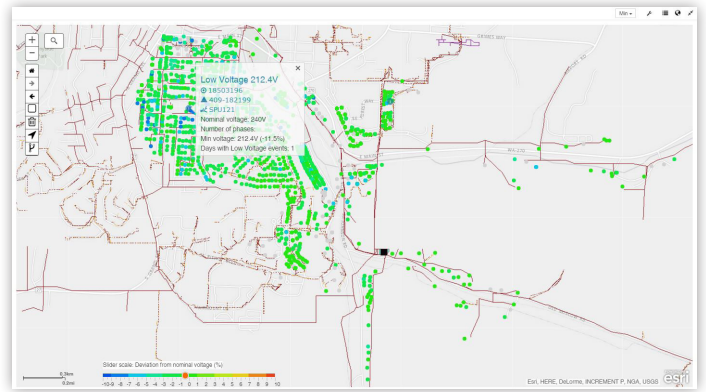 Min
Low Voltage 212.4V
18503196
409-182199
SPU121
Nominal voltage: 240V
Number of phases:
Min voltage: 212.4V (-11.5%)
Days with Low Voltage events: 1
0.3km
0.2mi
Slider scale: Deviation from nominal voltage (%)
-10-9 -8 -7 -6 -5 -4 -3 -2 -1 0 1 2 3 4 5 6 7 8 9 10
Esri, HERE, DeLorme, INCREMENT P, NGA, USGS
esri